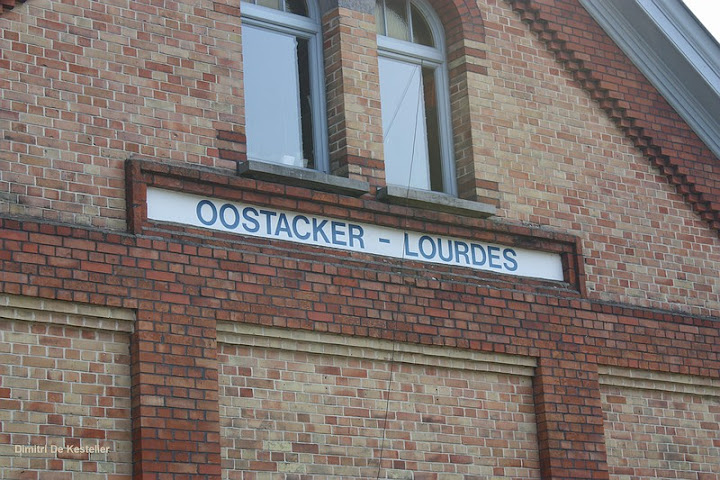 OOSTACKER - LOURDES
Dimitri De Kesteller